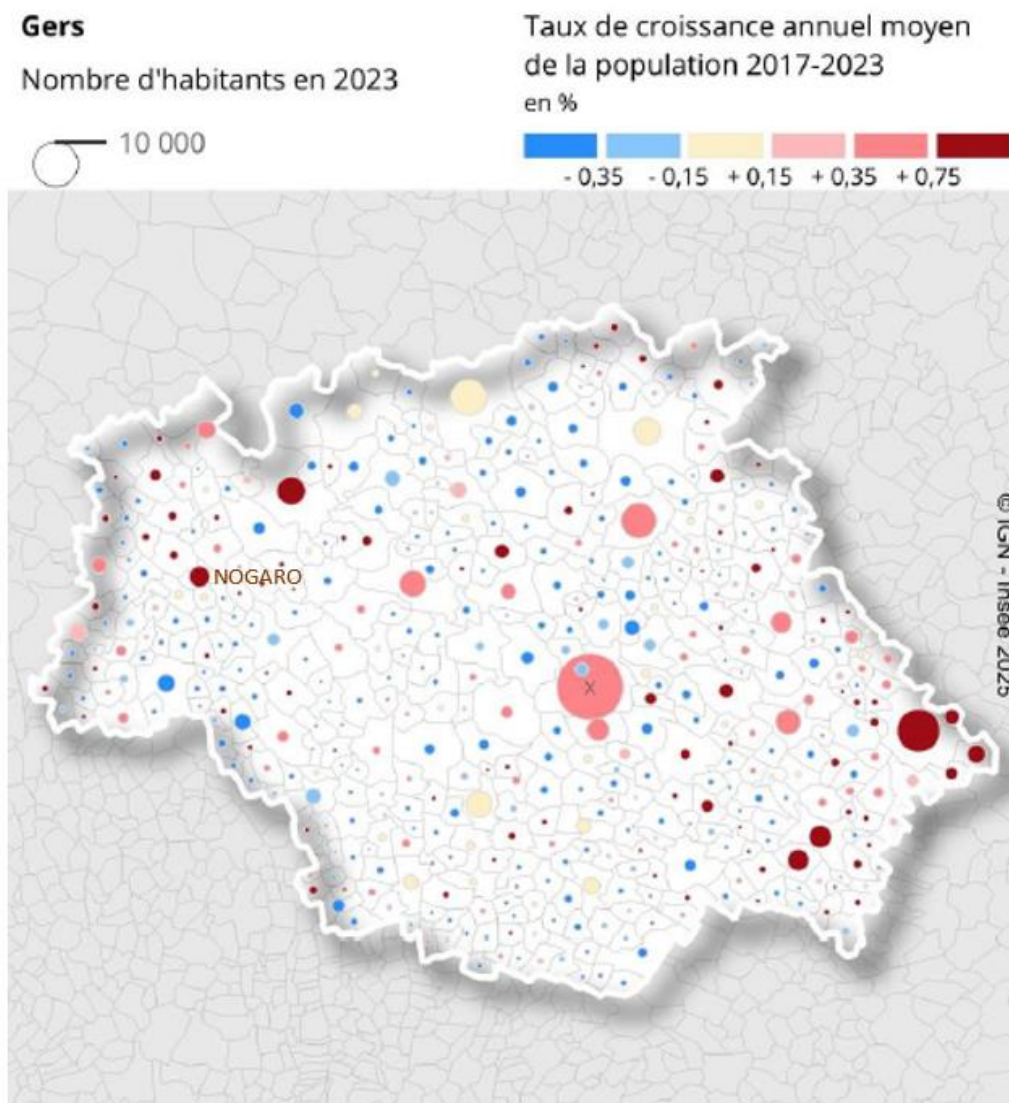 Gers
Nombre d'habitants en 2023
10 000
Taux de croissance annuel moyen
de la population 2017-2023
en %
- 0,35 - 0,15 + 0,15 + 0,35 + 0,75
NOGARO
X
© IGN - Insee 2025